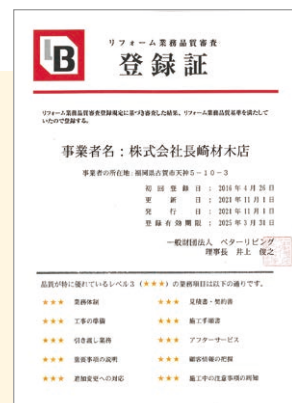 B
リフォーム業務品質審査
登録証
リフォーム業務品質審査登録規定に基づき審査した結果、リフォーム業務品質基準を満たして
いたので登録する。
事業者名：株式会社長崎材木店
事業者の所在地：福岡県古賀市天神5－10－3
初回登録日：2016年4月26日
更新日：2021年11月1日
発行日：2021年11月1日
登録有効期限：2025年3月31日
一般財団法人 ベターリビング
理事長 井上 俊之
品質が特に優れているレベル3（★★★）の業務項目は以下の通りです。
★★★ 業務体制 ★★★ 見積書・契約書
★★★ 工事の準備 ★★★ 施工手順書
★★★ 引き渡し業務 ★★★ アフターサービス
★★★ 重要事項の説明 ★★★ 顧客情報の把握
★★★ 追加変更への対応 ★★★ 施工中の注意事項の周知